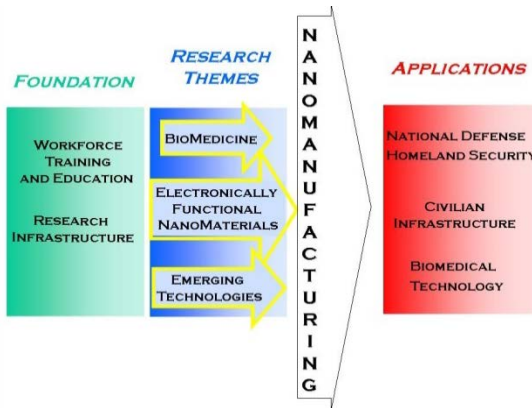 FOUNDATION
WORKFORCE
TRAINING
AND EDUCATION
RESEARCH
INFRASTRUCTURE
RESEARCH
THEMES
BIOMEDICINE
ELECTRONICALLY
FUNCTIONAL
NANOMATERIALS
EMERGING
TECHNOLOGIES
NANOMANUFACTURING
APPLICATIONS
NATIONAL DEFENSE
HOMELAND SECURITY
CIVILIAN
INFRASTRUCTURE
BIOMEDICAL
TECHNOLOGY